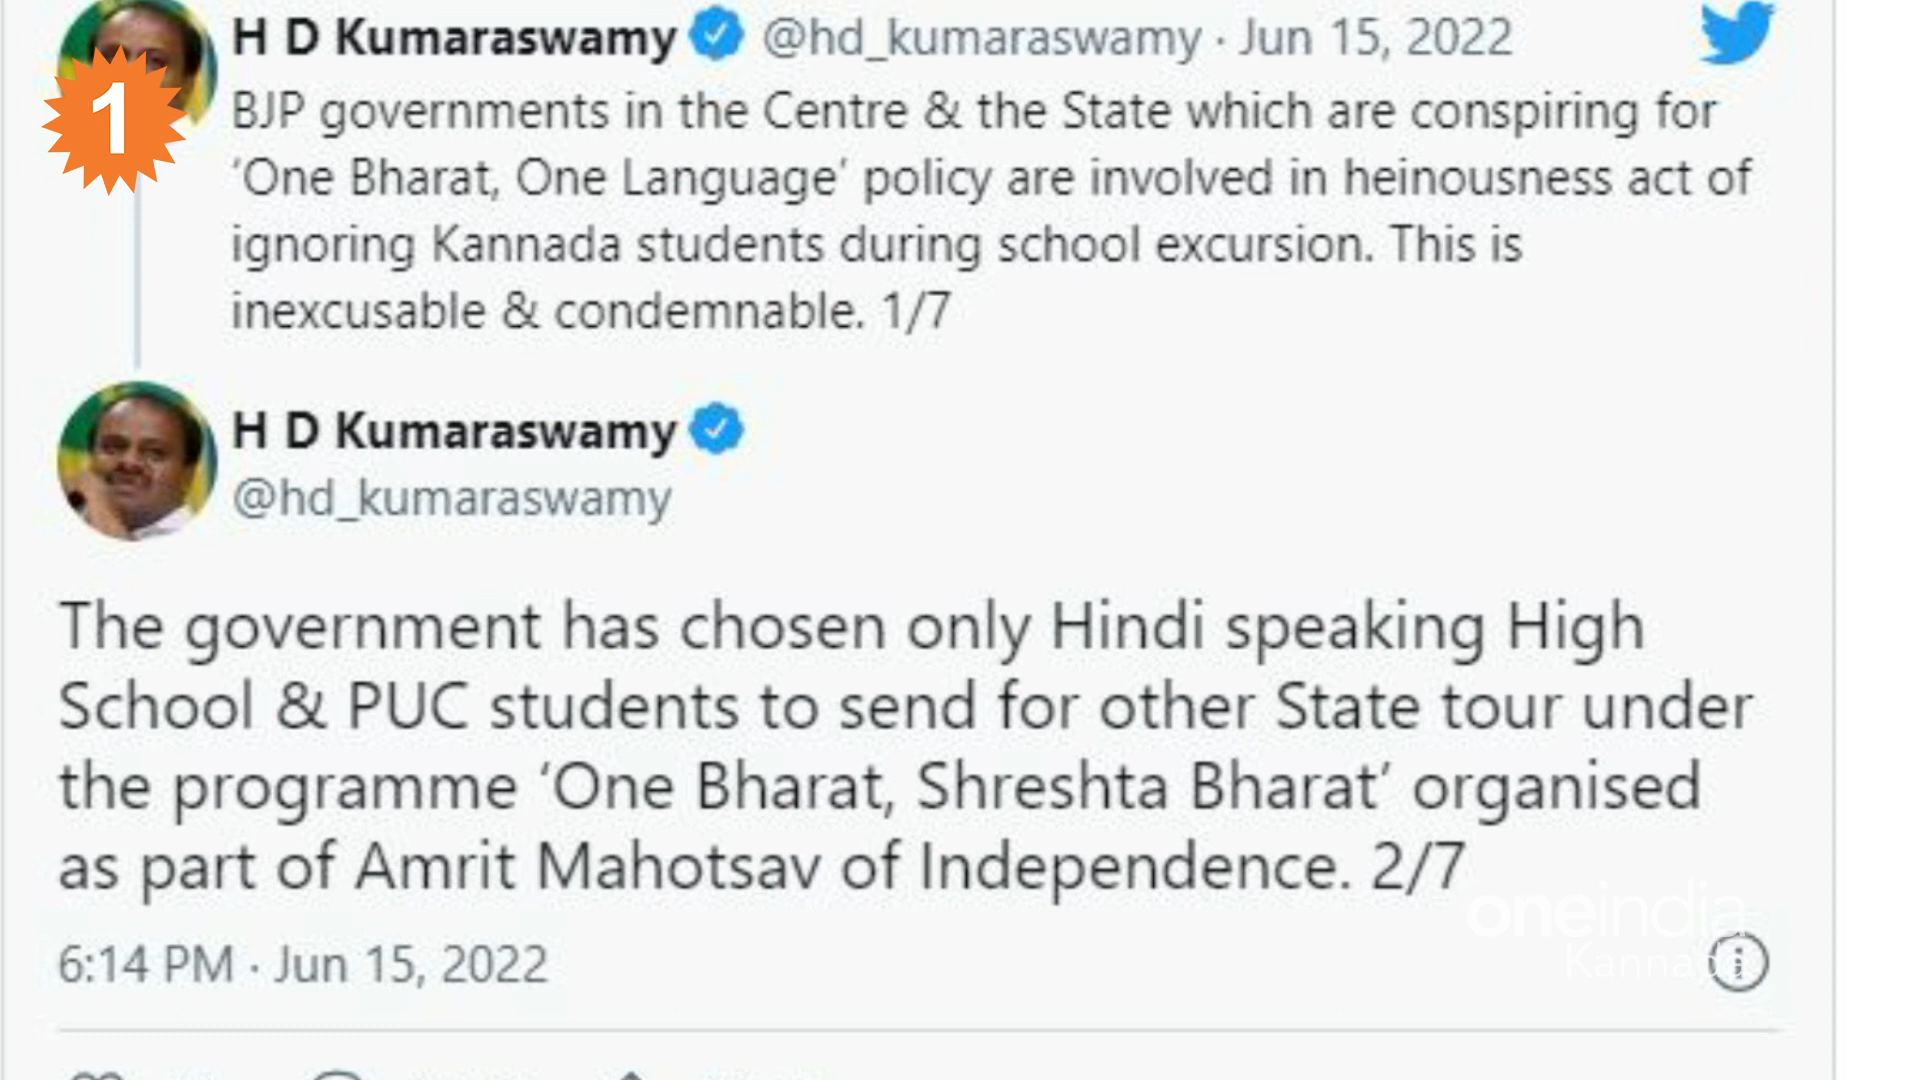 H D Kumaraswamy @hd_kumaraswamy · Jun 15, 2022
1
BJP governments in the Centre & the State which are conspiring for
‘One Bharat, One Language’ policy are involved in heinousness act of
ignoring Kannada students during school excursion. This is
inexcusable & condemnable. 1/7
H D Kumaraswamy
@hd_kumaraswamy
The government has chosen only Hindi speaking High
School & PUC students to send for other State tour under
the programme ‘One Bharat, Shreshta Bharat’ organised
as part of Amrit Mahotsav of Independence. 2/7
oneindia
Kannada
6:14 PM · Jun 15, 2022